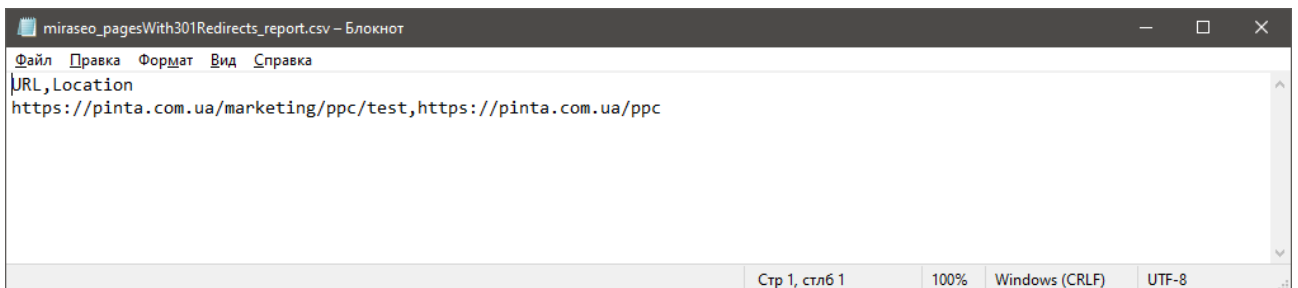 miraseo_pagesWith301Redirects_report.csv – Блокнот
Файл Правка Формат Вид Справка
URL,Location
https://pinta.com.ua/marketing/ppc/test,https://pinta.com.ua/ppc
Стр 1, стлб 1 100% Windows (CRLF) UTF-8